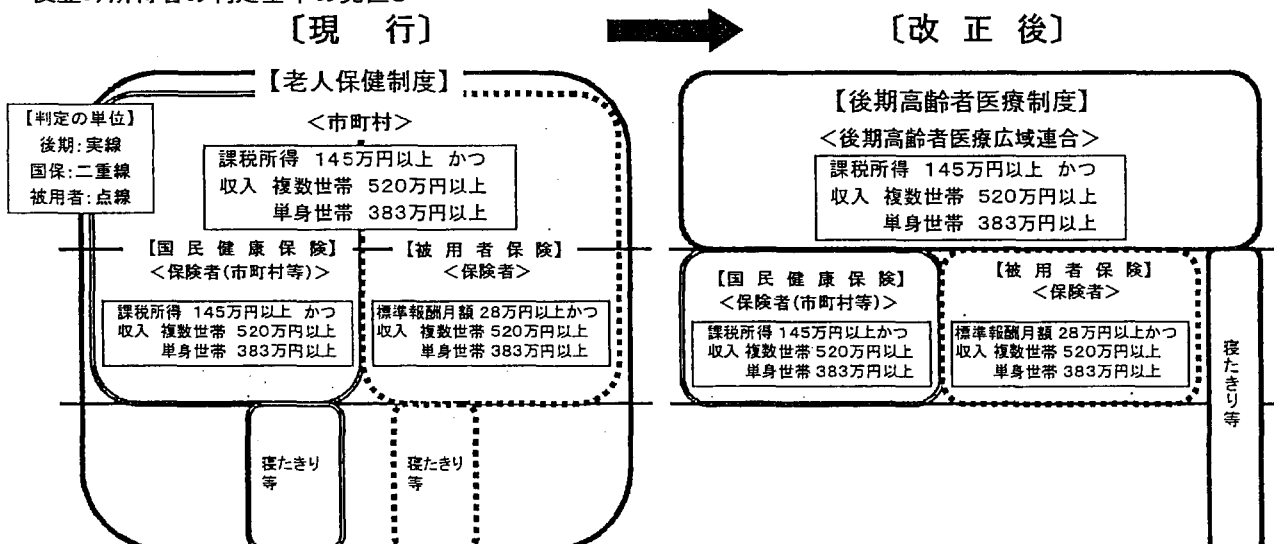 〔現 行〕
〔改 正 後〕
【老人保健制度】
【判定の単位】
後期:実線
国保:二重線
被用者:点線
<市町村>
課税所得 145万円以上 かつ
収入 複数世帯 520万円以上
単身世帯 383万円以上
【国 民 健 康 保 険】
<保険者(市町村等)>
課税所得 145万円以上 かつ
収入 複数世帯 520万円以上
単身世帯 383万円以上
【被 用 者 保 険】
<保険者>
標準報酬月額 28万円以上かつ
収入 複数世帯 520万円以上
単身世帯 383万円以上
寝たきり
等
寝たきり
等
【後期高齢者医療制度】
<後期高齢者医療広域連合>
課税所得 145万円以上 かつ
収入 複数世帯 520万円以上
単身世帯 383万円以上
【国 民 健 康 保 険】
<保険者(市町村等)>
課税所得 145万円以上かつ
収入 複数世帯 520万円以上
単身世帯 383万円以上
【被 用 者 保 険】
<保険者>
標準報酬月額 28万円以上かつ
収入 複数世帯 520万円以上
単身世帯 383万円以上
寝たきり等